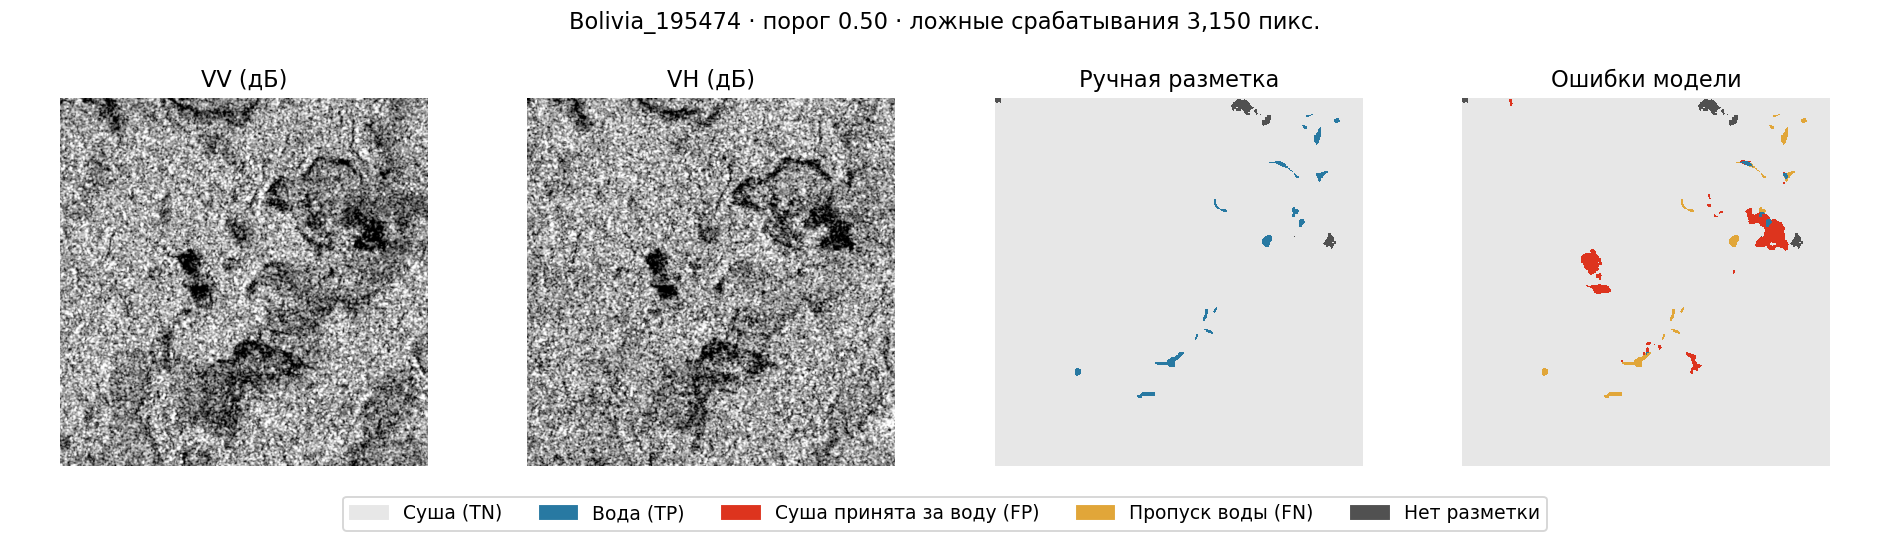 Bolivia_195474 · порог 0.50 · ложные срабатывания 3,150 пикс.
VV (дБ)
VH (дБ)
Ручная разметка
Ошибки модели
Суша (TN)
Вода (TP)
Суша принята за воду (FP)
Пропуск воды (FN)
Нет разметки